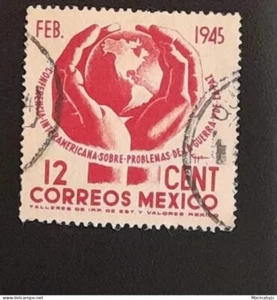 FEB. 1945
CONFERENCIA-INTERAMERICANA-SOBRE-PROBLEMAS-DE-LA GUERRA Y DE LA PAZ
12 CENT
CORREOS MEXICO
TALLERES DE IMP. DE EST. Y VALORES MEXICO